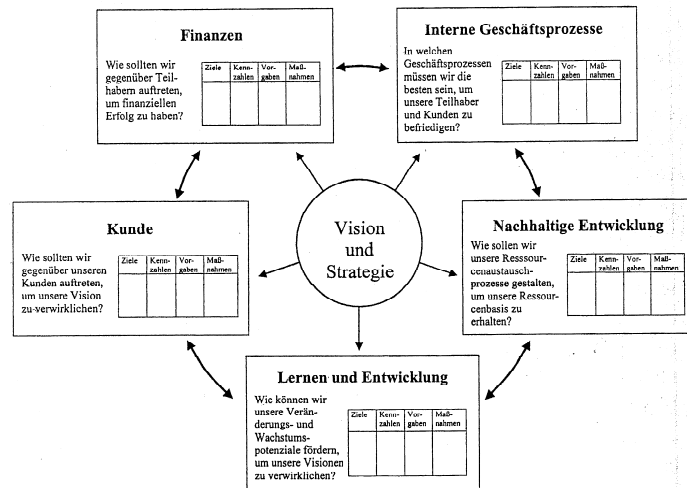 Finanzen
Wie sollten wir
gegenüber Teil-
habern auftreten,
um finanziellen
Erfolg zu haben?
Ziele Kenn- Vor- Maß-
zahlen gaben nahmen
Interne Geschäftsprozesse
In welchen
Geschäftsprozessen
müssen wir die
besten sein, um
unsere Teilhaber
und Kunden zu
befriedigen?
Ziele Kenn- Vor- Maß-
zahlen gaben nahmen
Kunde
Wie sollten wir
gegenüber unseren
Kunden auftreten,
um unsere Vision
zu verwirklichen?
Ziele Kenn- Vor- Maß-
zahlen gaben nahmen
Vision
und
Strategie
Nachhaltige Entwicklung
Wie sollen wir
unsere Resssour-
cenaustausch-
prozesse gestalten,
um unsere Ressour-
cenbasis zu
erhalten?
Ziele Kenn- Vor- Maß-
zahlen gaben nahmen
Lernen und Entwicklung
Wie können wir
unsere Verän-
derungs- und
Wachstums-
potenziale fördern,
um unsere Visionen
zu verwirklichen?
Ziele Kenn- Vor- Maß-
zahlen gaben nahmen